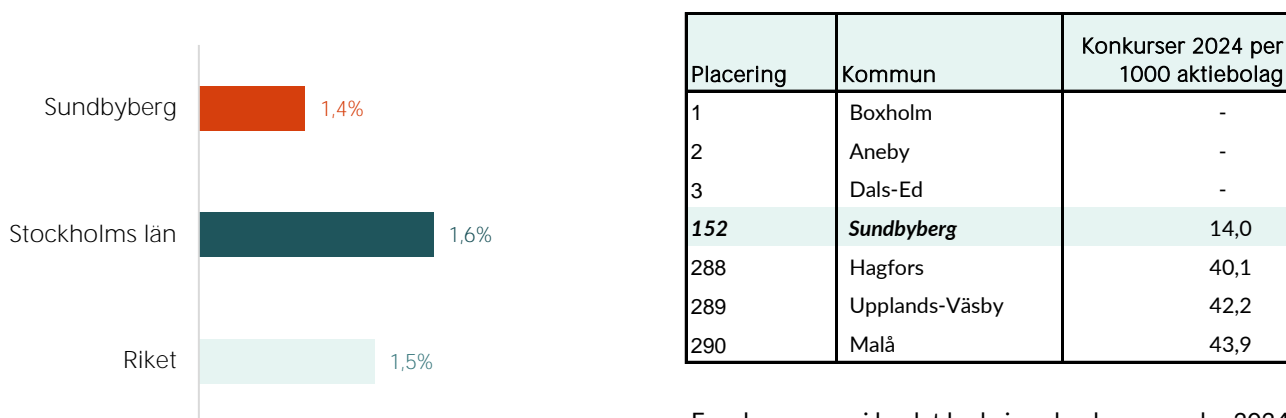 Sundbyberg 1,4%
Stockholms län 1,6%
Riket 1,5%
Placering Kommun Konkurser 2024 per
1000 aktiebolag
1 Boxholm -
2 Aneby -
3 Dals-Ed -
152 Sundbyberg 14,0
288 Hagfors 40,1
289 Upplands-Väsby 42,2
290 Malå 43,9
2024